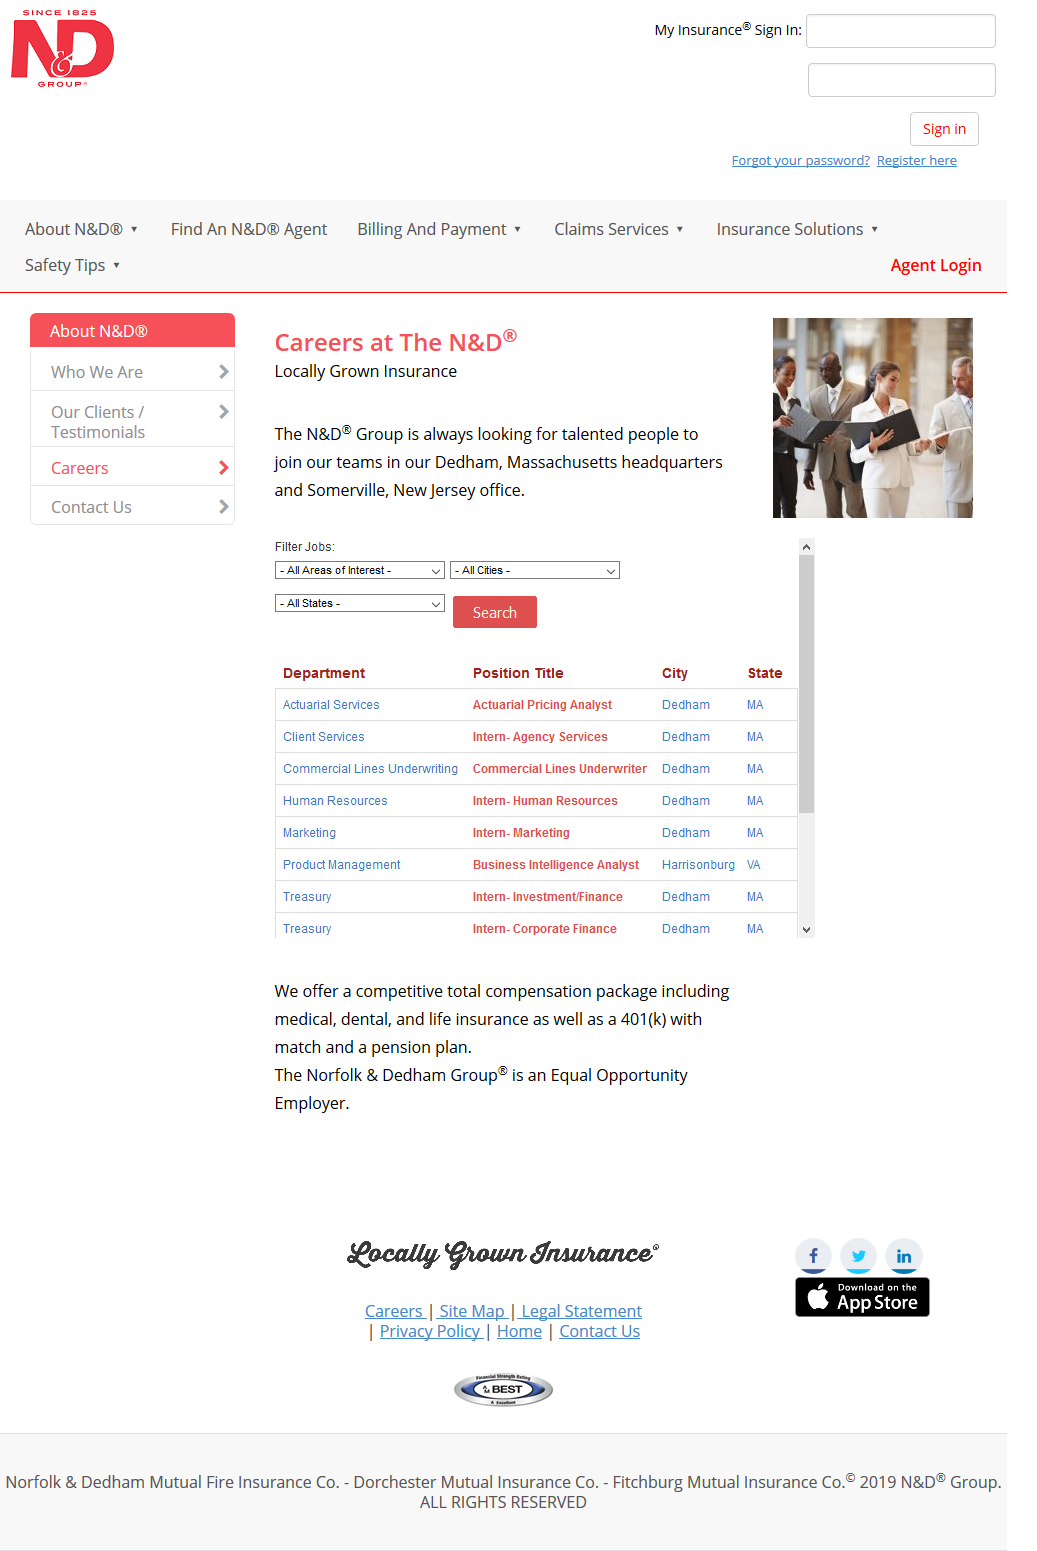 SINCE 1825
N&D
GROUP®
My Insurance® Sign In:
Sign in
Forgot your password? Register here
About N&D® ▼ Find An N&D® Agent Billing And Payment ▼ Claims Services ▼ Insurance Solutions ▼
Safety Tips ▼ Agent Login
About N&D®
Who We Are
Our Clients /
Testimonials
Careers
Contact Us
Careers at The N&D®
Locally Grown Insurance
The N&D® Group is always looking for talented people to
join our teams in our Dedham, Massachusetts headquarters
and Somerville, New Jersey office.
Filter Jobs:
- All Areas of Interest - - All Cities -
- All States - Search
Department Position Title City State
Actuarial Services Actuarial Pricing Analyst Dedham MA
Client Services Intern- Agency Services Dedham MA
Commercial Lines Underwriting Commercial Lines Underwriter Dedham MA
Human Resources Intern- Human Resources Dedham MA
Marketing Intern- Marketing Dedham MA
Product Management Business Intelligence Analyst Harrisonburg VA
Treasury Intern- Investment/Finance Dedham MA
Treasury Intern- Corporate Finance Dedham MA
We offer a competitive total compensation package including
medical, dental, and life insurance as well as a 401(k) with
match and a pension plan.
The Norfolk & Dedham Group® is an Equal Opportunity
Employer.
Locally Grown Insurance®
f in
Download on the
App Store
Careers | Site Map | Legal Statement
| Privacy Policy | Home | Contact Us
Financial Strength Rating
AM BEST
A Excellent
Norfolk & Dedham Mutual Fire Insurance Co. - Dorchester Mutual Insurance Co. - Fitchburg Mutual Insurance Co.© 2019 N&D® Group.
ALL RIGHTS RESERVED